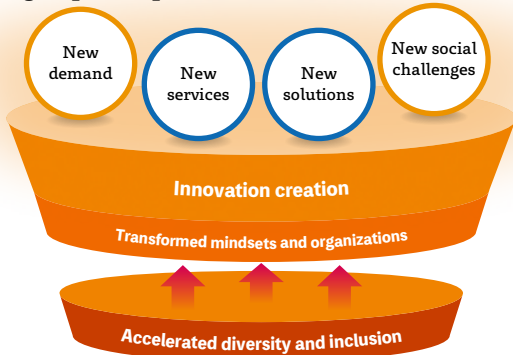 New
demand
New
services
New
solutions
New social
challenges
Innovation creation
Transformed mindsets and organizations
Accelerated diversity and inclusion